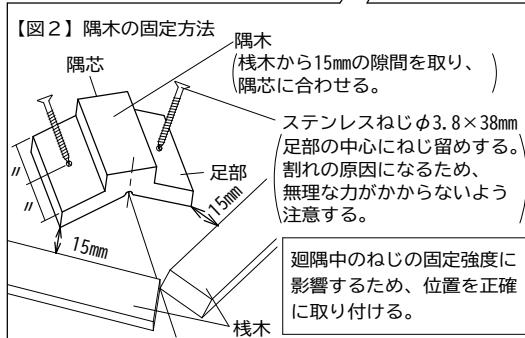 【図2】隅木の固定方法
隅木
(桟木から15mmの隙間を取り、
隅芯に合わせる。)
隅芯
ステンレスねじφ3.8×38mm
(足部の中心にねじ留めする。
割れの原因になるため、
無理な力がかからないよう
注意する。)
足部
〃
〃
15mm
15mm
廻隅中のねじの固定強度に
影響するため、位置を正確
に取り付ける。
桟木